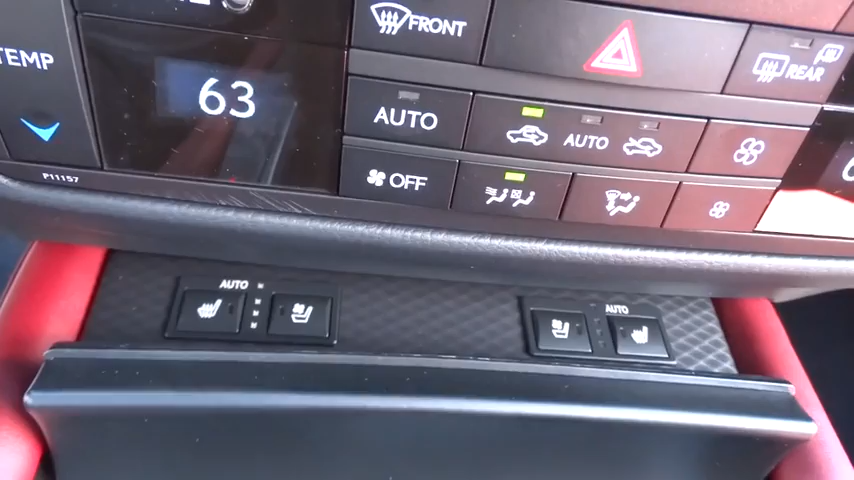 FRONT
TEMP
63
REAR
AUTO
AUTO
OFF
P11157
AUTO
AUTO